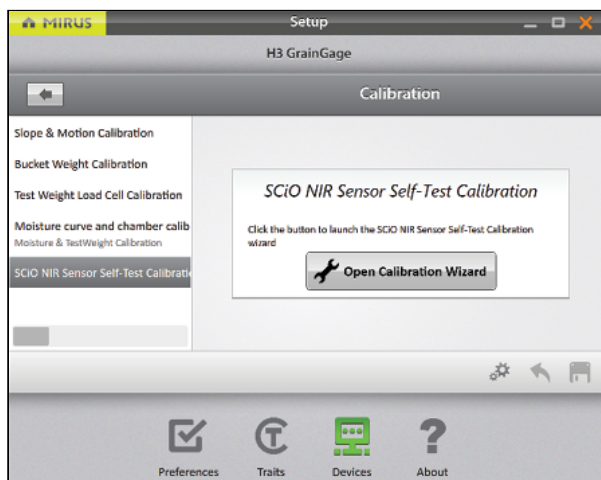 MIRUS
Setup
H3 GrainGage
Calibration
Slope & Motion Calibration
Bucket Weight Calibration
Test Weight Load Cell Calibration
Moisture curve and chamber calib
Moisture & TestWeight Calibration
SCiO NIR Sensor Self-Test Calibrati
SCiO NIR Sensor Self-Test Calibration
Click the button to launch the SCiO NIR Sensor Self-Test Calibration
wizard
Open Calibration Wizard
Preferences
Traits
Devices
About